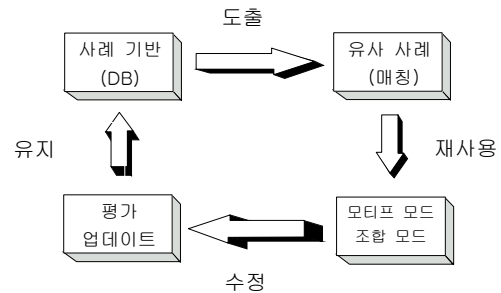 도출
사례 기반
(DB)
유사 사례
(매칭)
유지
재사용
평가
업데이트
모티프 모드
조합 모드
수정